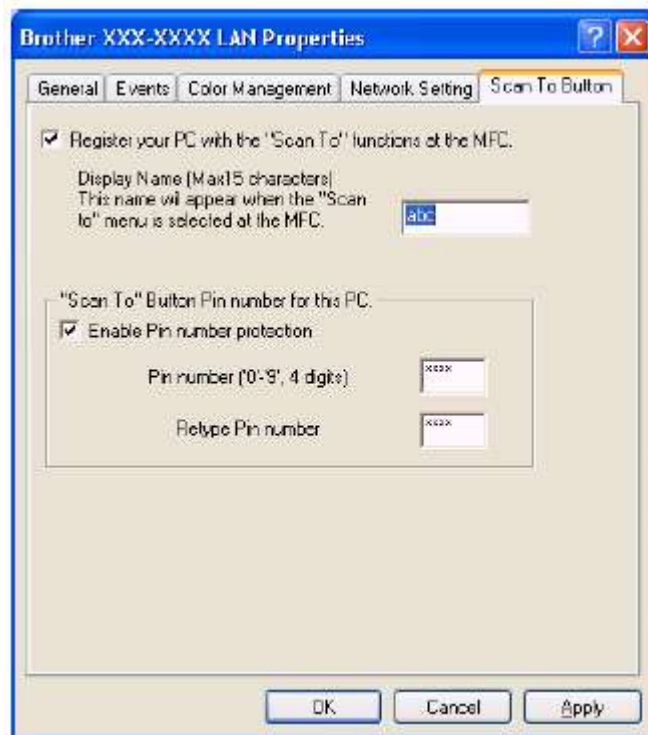 Brother XXX-XXXX LAN Properties
General Events Color Management Network Setting Scan To Button
Register your PC with the "Scan To" functions at the MFC.
Display Name (Max15 characters)
This name will appear when the "Scan
to" menu is selected at the MFC.
abc
"Scan To" Button Pin number for this PC.
Enable Pin number protection
Pin number ('0'-'9', 4 digits)
xxxx
Retype Pin number
xxxx
OK Cancel Apply